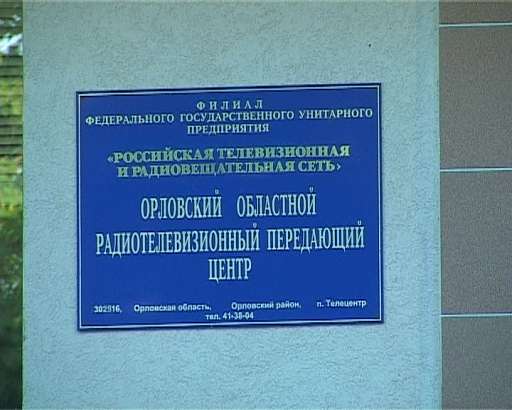 ФИЛИАЛ
ФЕДЕРАЛЬНОГО ГОСУДАРСТВЕННОГО УНИТАРНОГО
ПРЕДПРИЯТИЯ
«РОССИЙСКАЯ ТЕЛЕВИЗИОННАЯ
И РАДИОВЕЩАТЕЛЬНАЯ СЕТЬ»
ОРЛОВСКИЙ ОБЛАСТНОЙ
РАДИОТЕЛЕВИЗИОННЫЙ ПЕРЕДАЮЩИЙ
ЦЕНТР
Орловская область, Орловский район, п. Телецентр
тел. 41-38-04